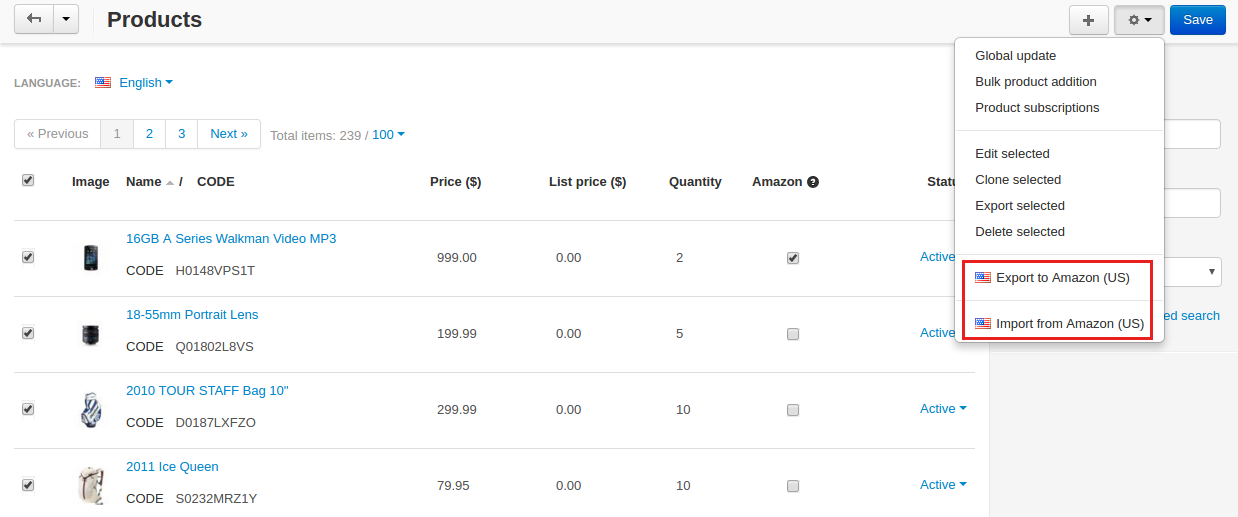 Products
Save
LANGUAGE: English
« Previous 1 2 3 Next » Total items: 239 / 100
Image Name / CODE Price ($) List price ($) Quantity Amazon ? Statu
16GB A Series Walkman Video MP3
CODE H0148VPS1T
999.00 0.00 2 Active
18-55mm Portrait Lens
CODE Q01802L8VS
199.99 0.00 5 Active
2010 TOUR STAFF Bag 10"
CODE D0187LXFZO
299.99 0.00 10 Active
2011 Ice Queen
CODE S0232MRZ1Y
79.95 0.00 10 Active
Global update
Bulk product addition
Product subscriptions
Edit selected
Clone selected
Export selected
Delete selected
Export to Amazon (US)
Import from Amazon (US)
ed search